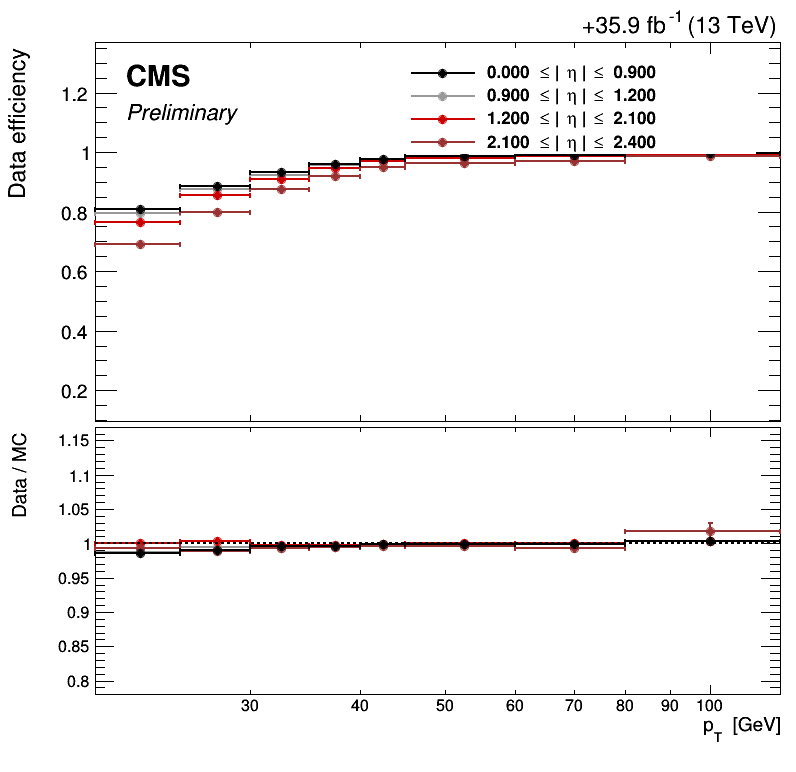 +35.9 fb⁻¹ (13 TeV)
CMS
Preliminary
0.000 ≤| η |≤ 0.900
0.900 ≤| η |≤ 1.200
1.200 ≤| η |≤ 2.100
2.100 ≤| η |≤ 2.400
Data efficiency
1.2
1
0.8
0.6
0.4
0.2
Data / MC
1.15
1.1
1.05
1
0.95
0.9
0.85
0.8
30 40 50 60 70 80 90 100
p_T [GeV]